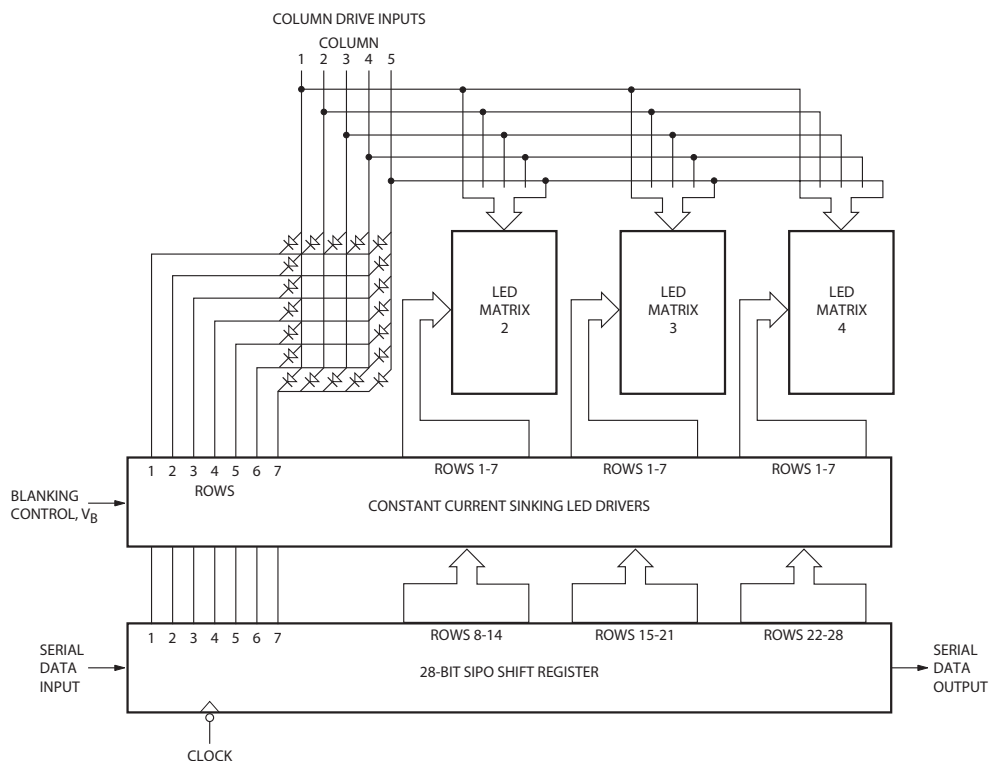 COLUMN DRIVE INPUTS
COLUMN
1 2 3 4 5
LED
MATRIX
2
LED
MATRIX
3
LED
MATRIX
4
1 2 3 4 5 6 7
ROWS
ROWS 1-7
ROWS 1-7
ROWS 1-7
BLANKING
CONTROL, VB
CONSTANT CURRENT SINKING LED DRIVERS
1 2 3 4 5 6 7
ROWS 8-14
ROWS 15-21
ROWS 22-28
SERIAL
DATA
INPUT
28-BIT SIPO SHIFT REGISTER
SERIAL
DATA
OUTPUT
CLOCK